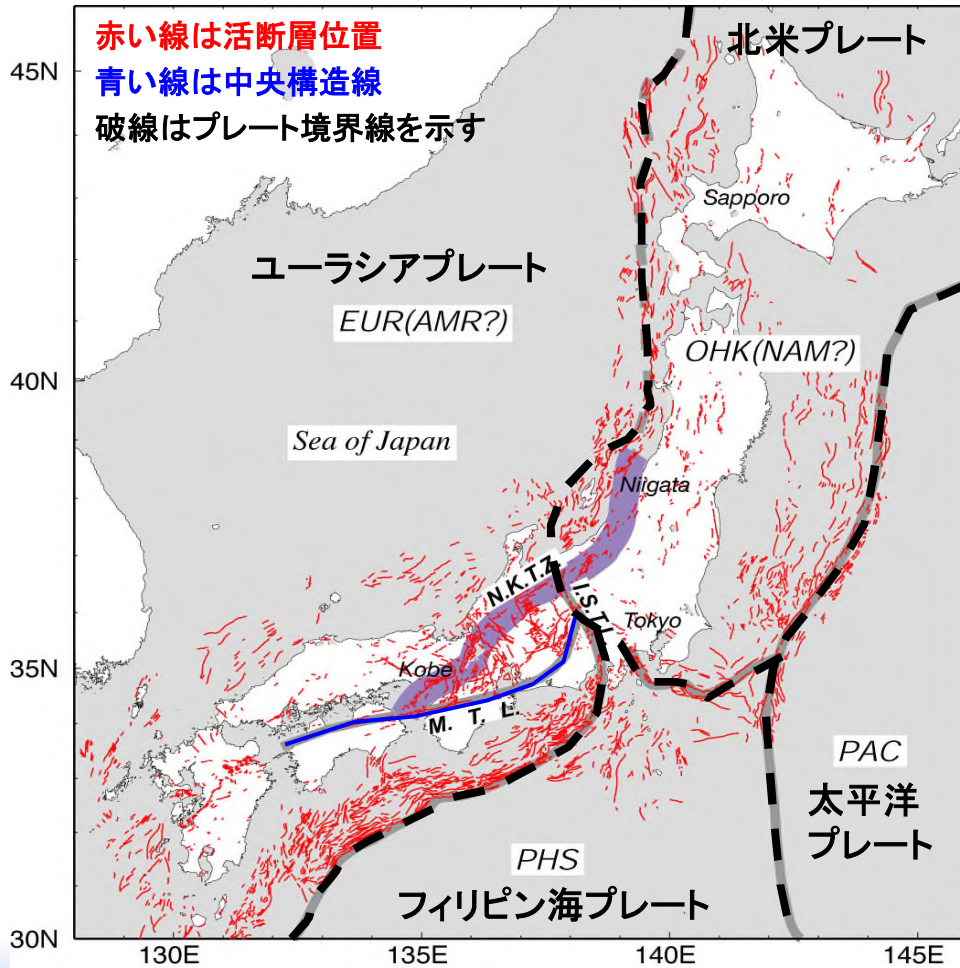 赤い線は活断層位置
青い線は中央構造線
破線はプレート境界線を示す
北米プレート
45N
Sapporo
ユーラシアプレート
EUR(AMR?)
OHK(NAM?)
40N
Sea of Japan
Niigata
N.K.T.Z.
I.S.T.L.
Tokyo
35N
Kobe
M. T. L.
PAC
太平洋
プレート
PHS
フィリピン海プレート
30N
130E
135E
140E
145E